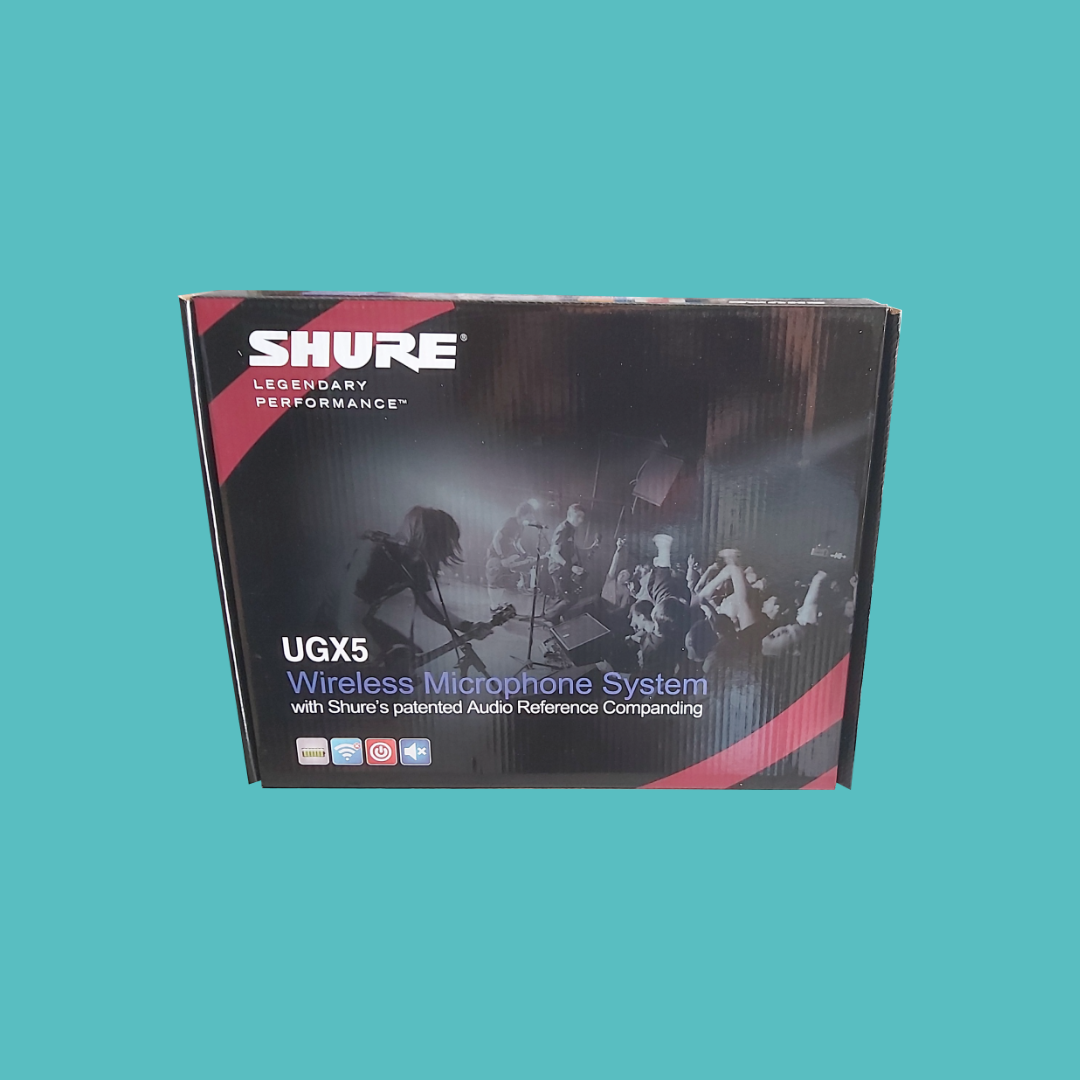 SHURE®
LEGENDARY
PERFORMANCE™
UGX5
Wireless Microphone System
with Shure's patented Audio Reference Companding